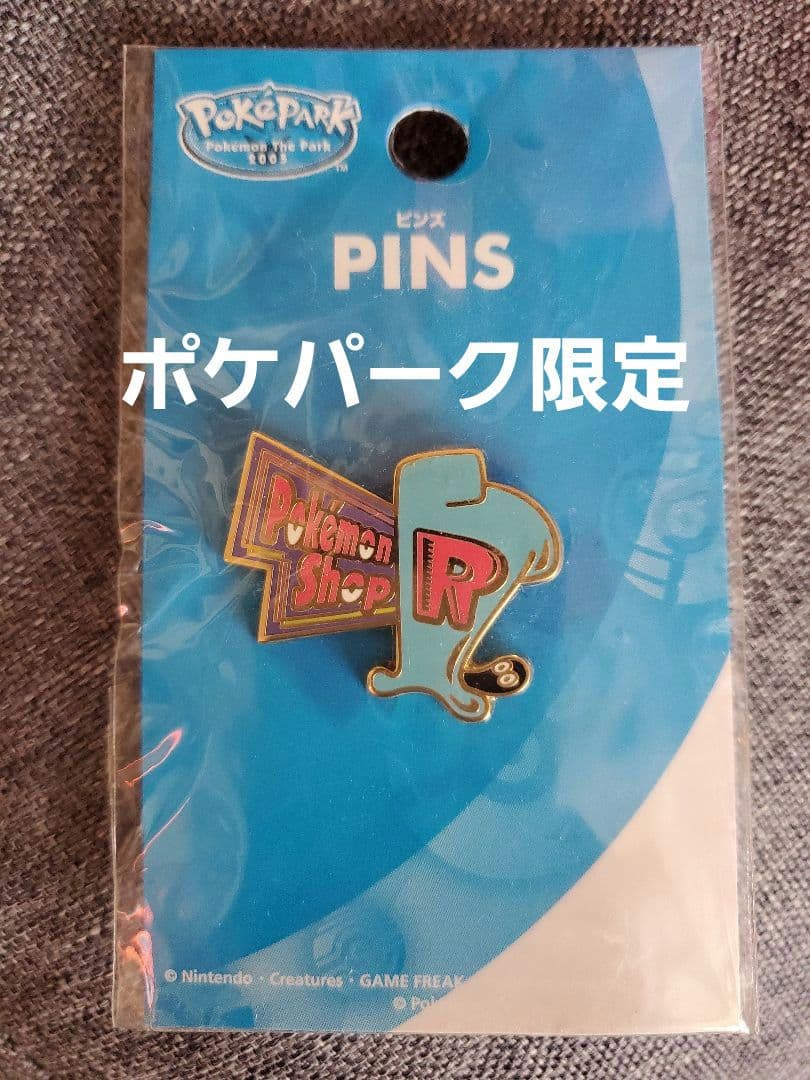 PokéPARK
Pokémon The Park
2005
TM
ピンズ
PINS
ポケパーク限定
Pokémon
Shop
R
© Nintendo・Creatures・GAME FREAK
©